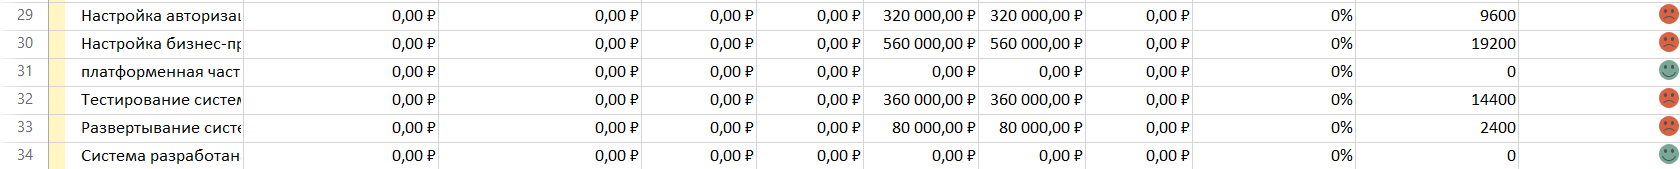 29 Настройка авториза 0,00 ₽ 0,00 ₽ 0,00 ₽ 0,00 ₽ 320 000,00 ₽ 320 000,00 ₽ 0,00 ₽ 0% 9600
30 Настройка бизнес-пр 0,00 ₽ 0,00 ₽ 0,00 ₽ 0,00 ₽ 560 000,00 ₽ 560 000,00 ₽ 0,00 ₽ 0% 19200
31 платформенная част 0,00 ₽ 0,00 ₽ 0,00 ₽ 0,00 ₽ 0,00 ₽ 0,00 ₽ 0,00 ₽ 0% 0
32 Тестирование систем 0,00 ₽ 0,00 ₽ 0,00 ₽ 0,00 ₽ 360 000,00 ₽ 360 000,00 ₽ 0,00 ₽ 0% 14400
33 Развертывание систе 0,00 ₽ 0,00 ₽ 0,00 ₽ 0,00 ₽ 80 000,00 ₽ 80 000,00 ₽ 0,00 ₽ 0% 2400
34 Система разработан 0,00 ₽ 0,00 ₽ 0,00 ₽ 0,00 ₽ 0,00 ₽ 0,00 ₽ 0,00 ₽ 0% 0